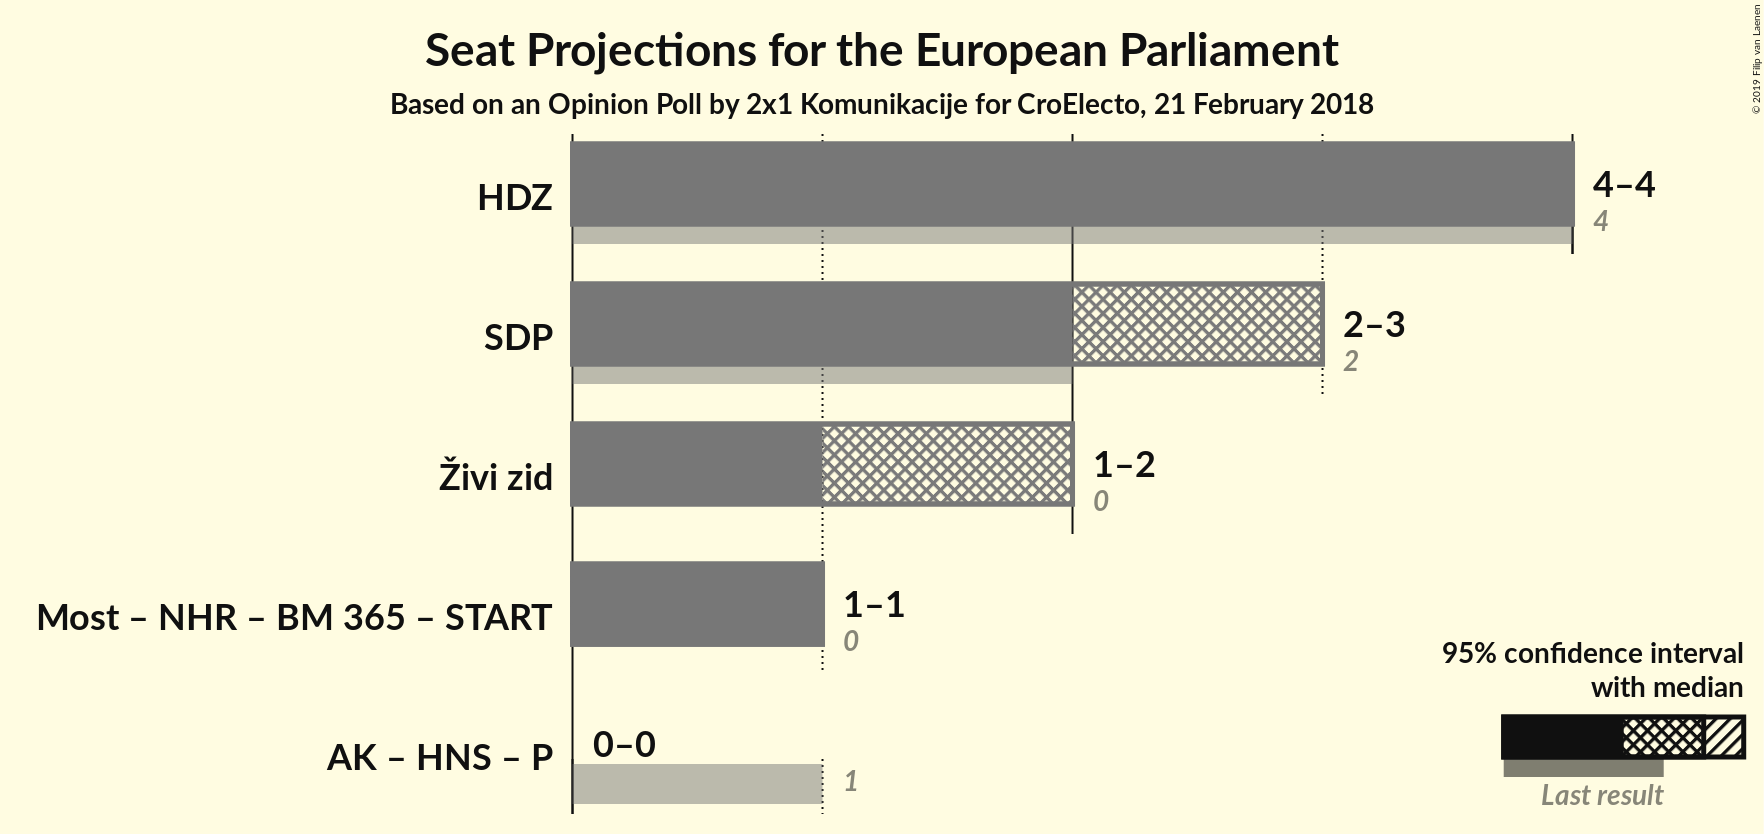 Seat Projections for the European Parliament
Based on an Opinion Poll by 2x1 Komunikacije for CroElecto, 21 February 2018
© 2019 Filip van Laenen
HDZ
4–4
4
SDP
2–3
2
Živi zid
1–2
0
Most – NHR – BM 365 – START
1–1
0
AK – HNS – P
0–0
1
95% confidence interval
with median
Last result